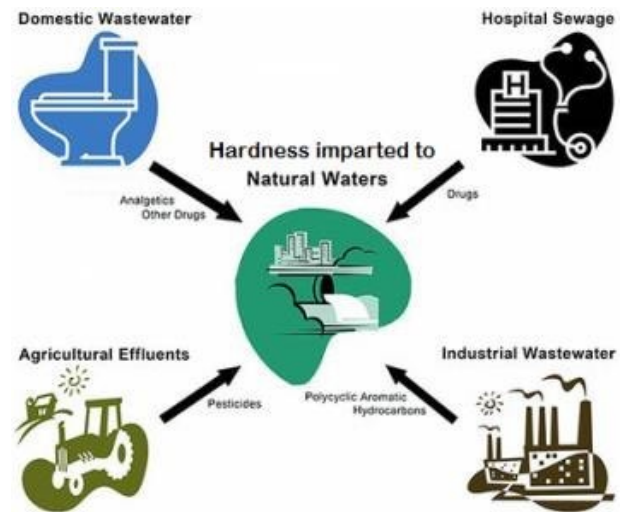 Domestic Wastewater
Hospital Sewage
H
Hardness imparted to
Natural Waters
Analgetics
Other Drugs
Drugs
Agricultural Effluents
Industrial Wastewater
Pesticides
Polycyclic Aromatic
Hydrocarbons